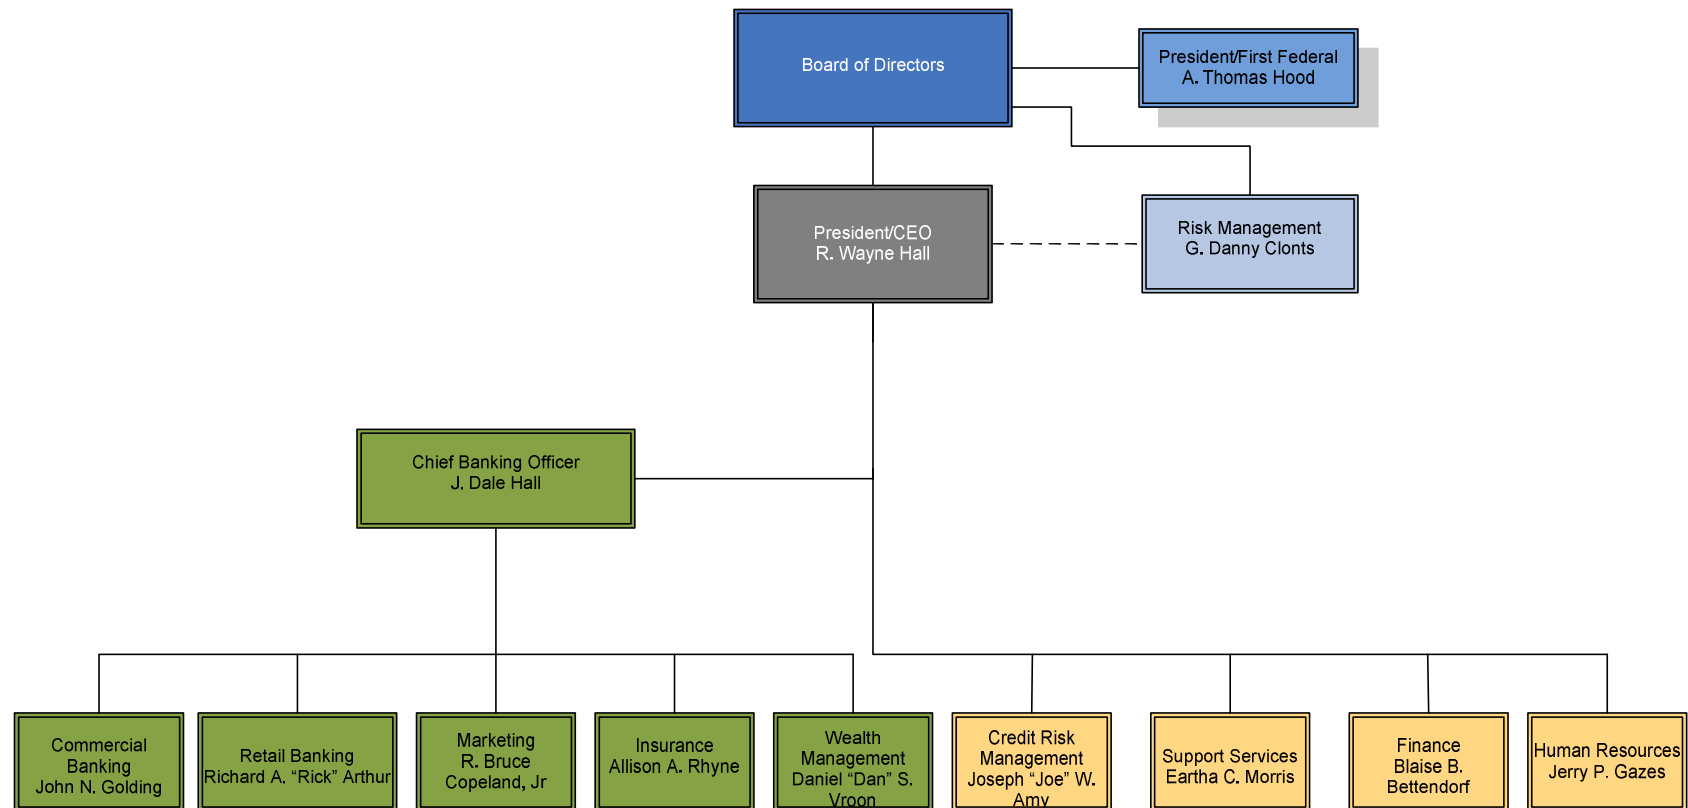 Board of Directors
President/First Federal
A. Thomas Hood
President/CEO
R. Wayne Hall
Risk Management
G. Danny Clonts
Chief Banking Officer
J. Dale Hall
Commercial
Banking
John N. Golding
Retail Banking
Richard A. “Rick” Arthur
Marketing
R. Bruce
Copeland, Jr
Insurance
Allison A. Rhyne
Wealth
Management
Daniel “Dan” S.
Vroon
Credit Risk
Management
Joseph “Joe” W.
Amy
Support Services
Eartha C. Morris
Finance
Blaise B.
Bettendorf
Human Resources
Jerry P. Gazes